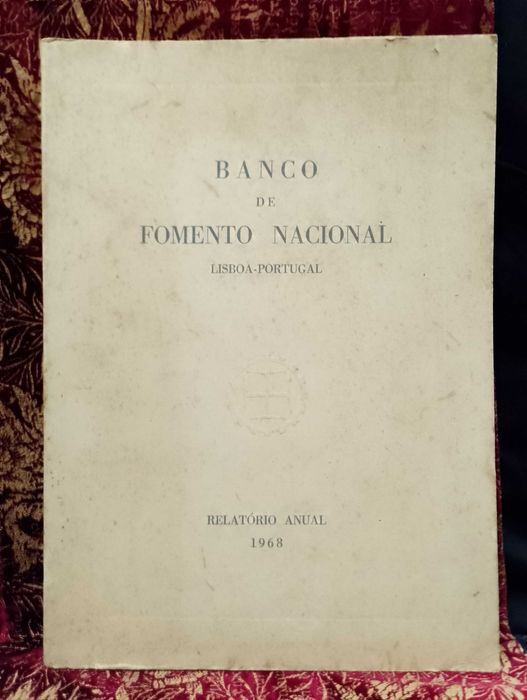 BANCO
DE
FOMENTO NACIONAL
LISBOA-PORTUGAL
RELATÓRIO ANUAL
1968